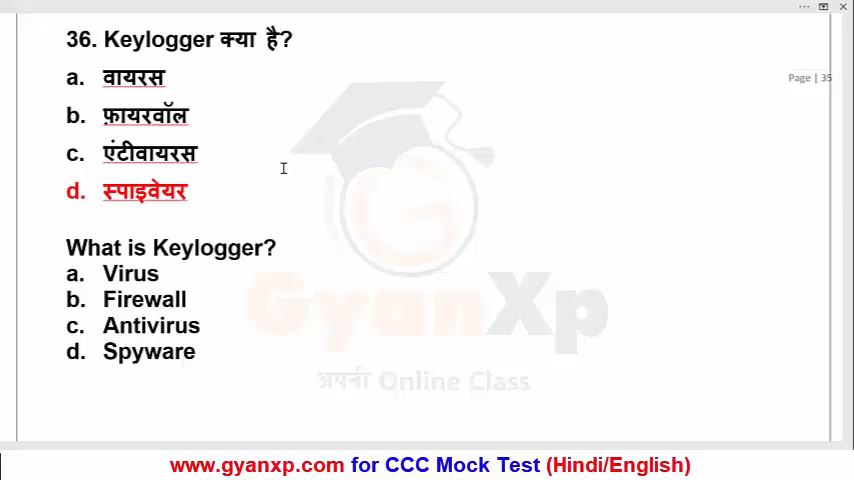 36. Keylogger क्या है?
a. वायरस
Page | 35
b. फ़ायरवॉल
c. एंटीवायरस
d. स्पाइवेयर
What is Keylogger?
a. Virus
b. Firewall
c. Antivirus
d. Spyware
GyanXp
अपनी Online Class
www.gyanxp.com for CCC Mock Test (Hindi/English)